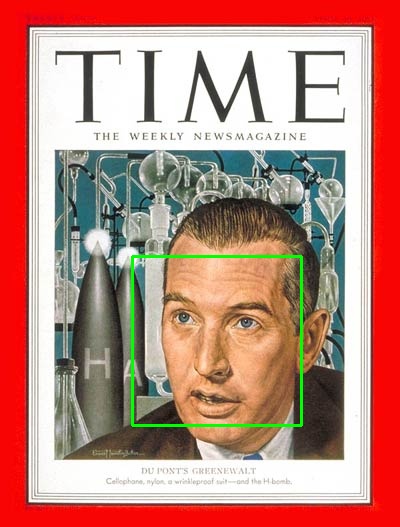 TIME
THE WEEKLY NEWSMAGAZINE
H
A
DU PONT'S GREENEWALT
Cellophane, nylon, a wrinkleproof suit—and the H-bomb.